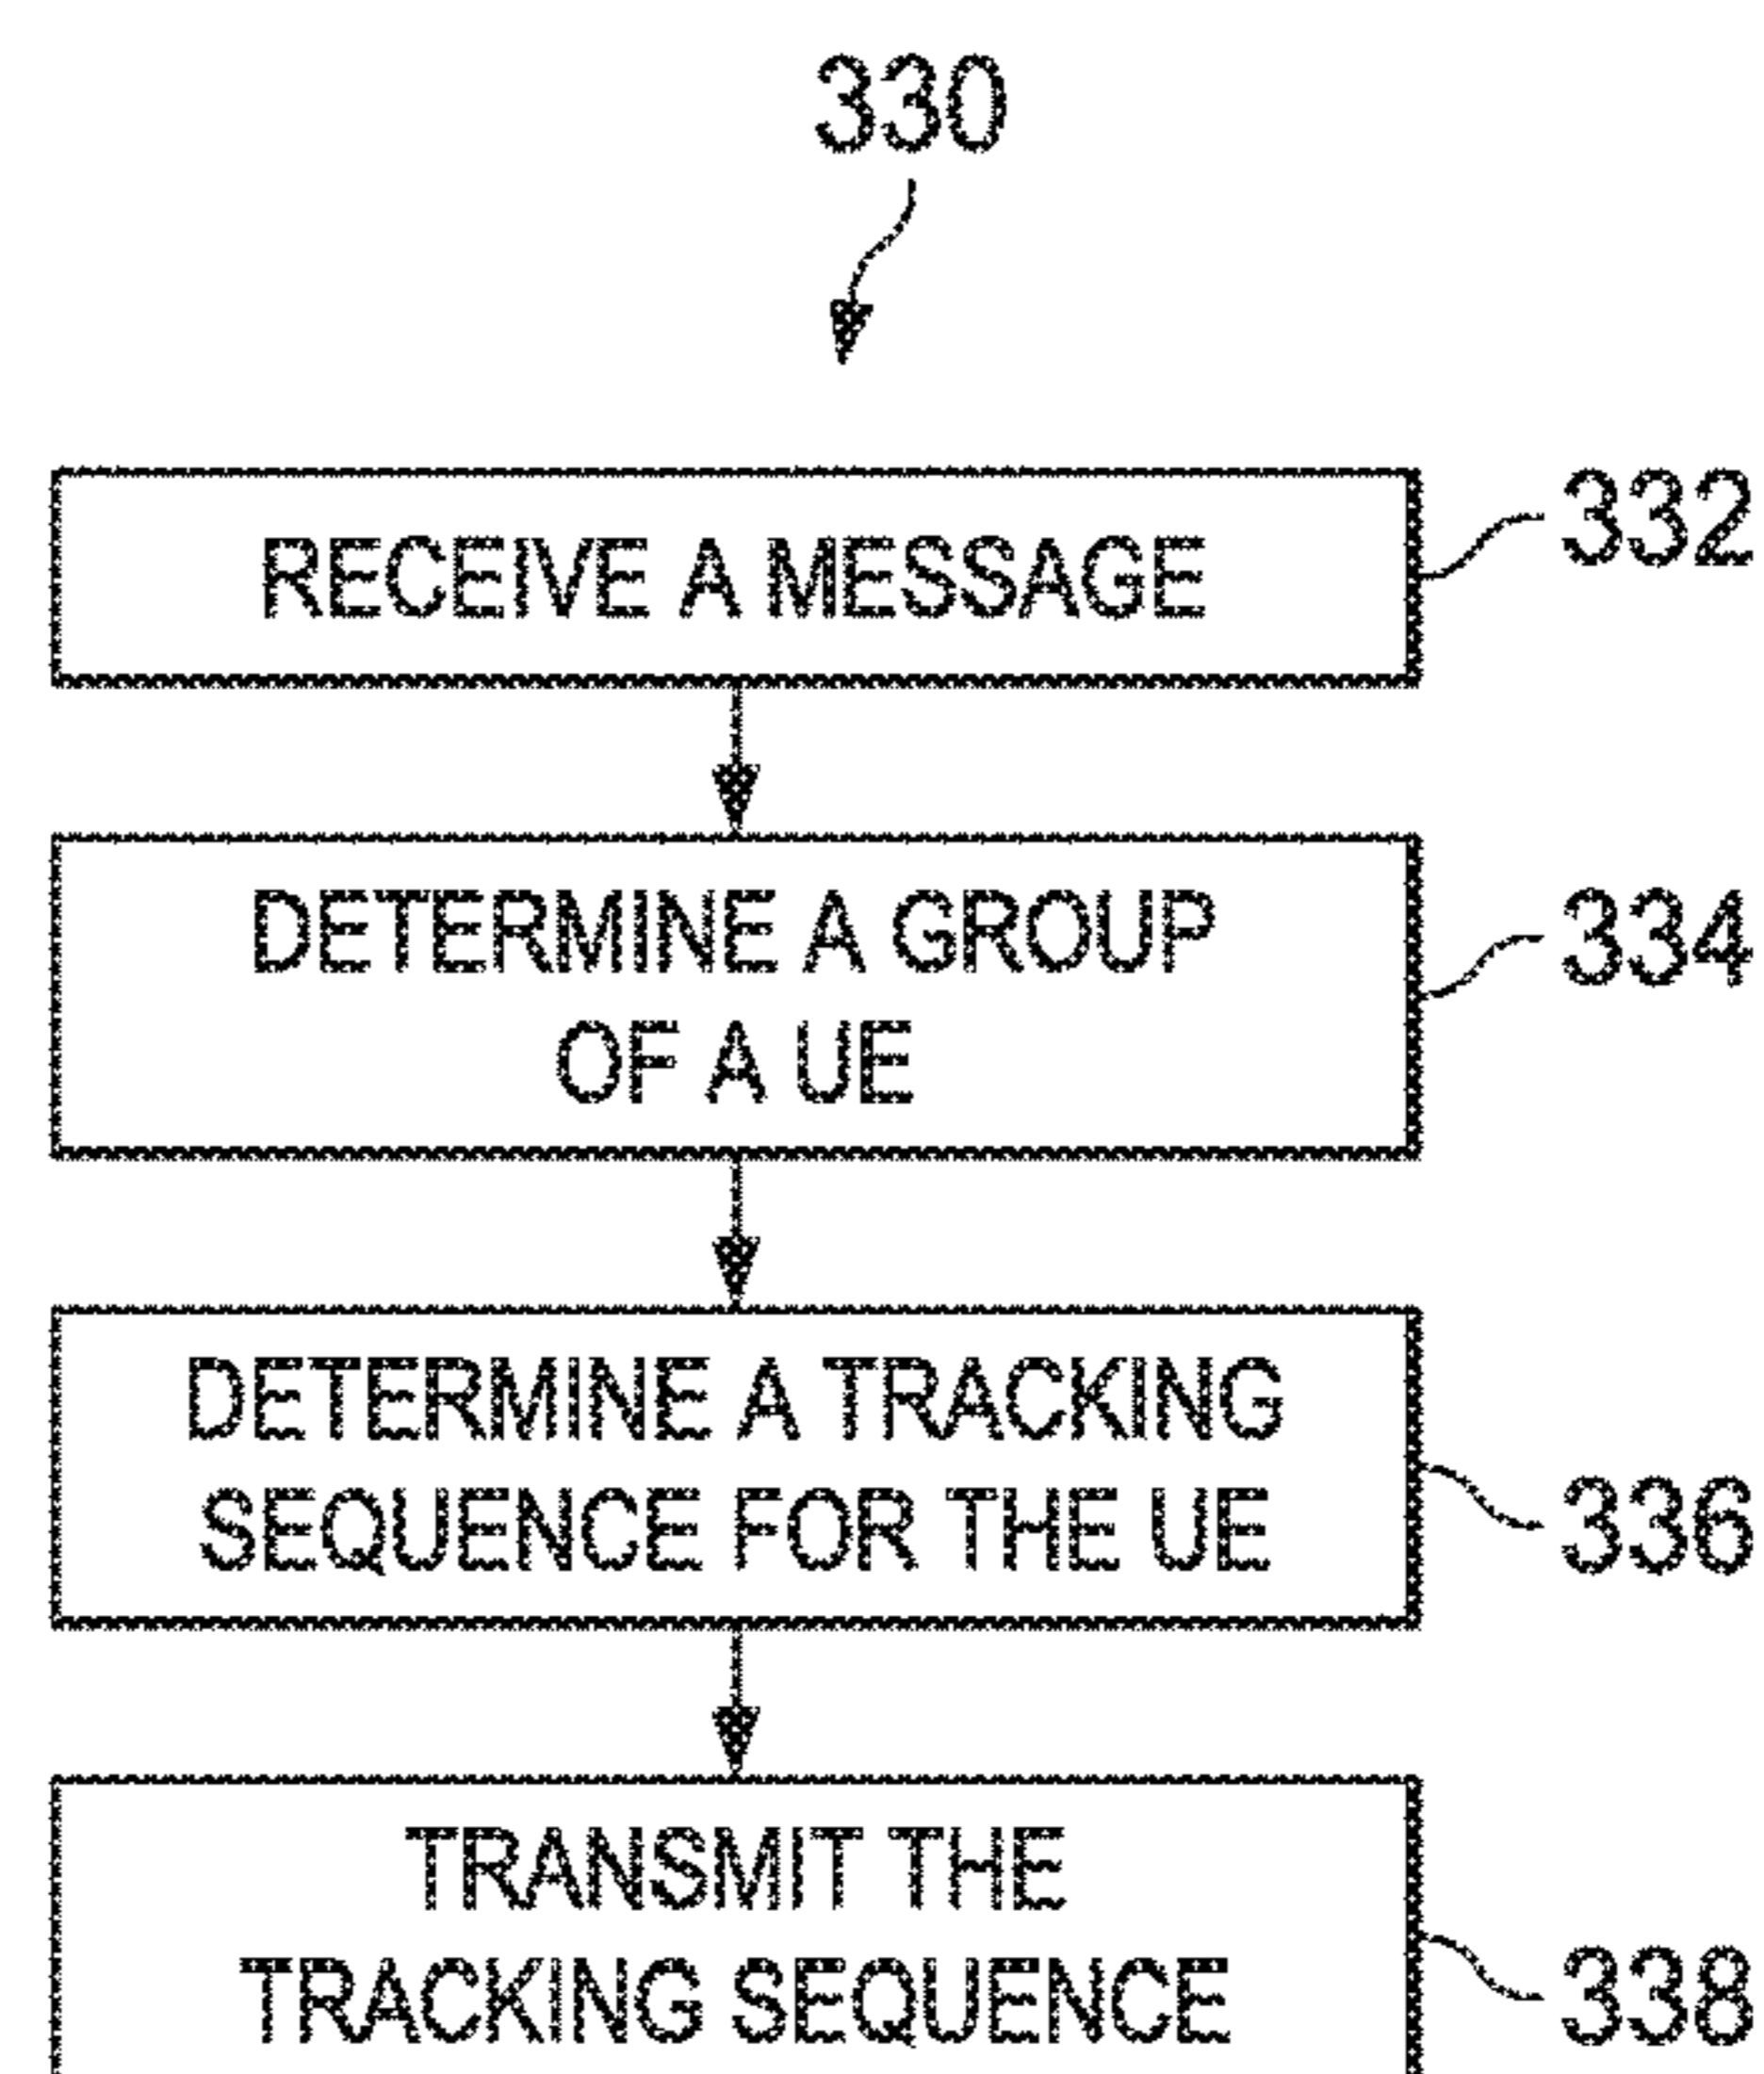 330
RECEIVE A MESSAGE
332
DETERMINE A GROUP
OF A UE
334
DETERMINE A TRACKING
SEQUENCE FOR THE UE
336
TRANSMIT THE
TRACKING SEQUENCE
338